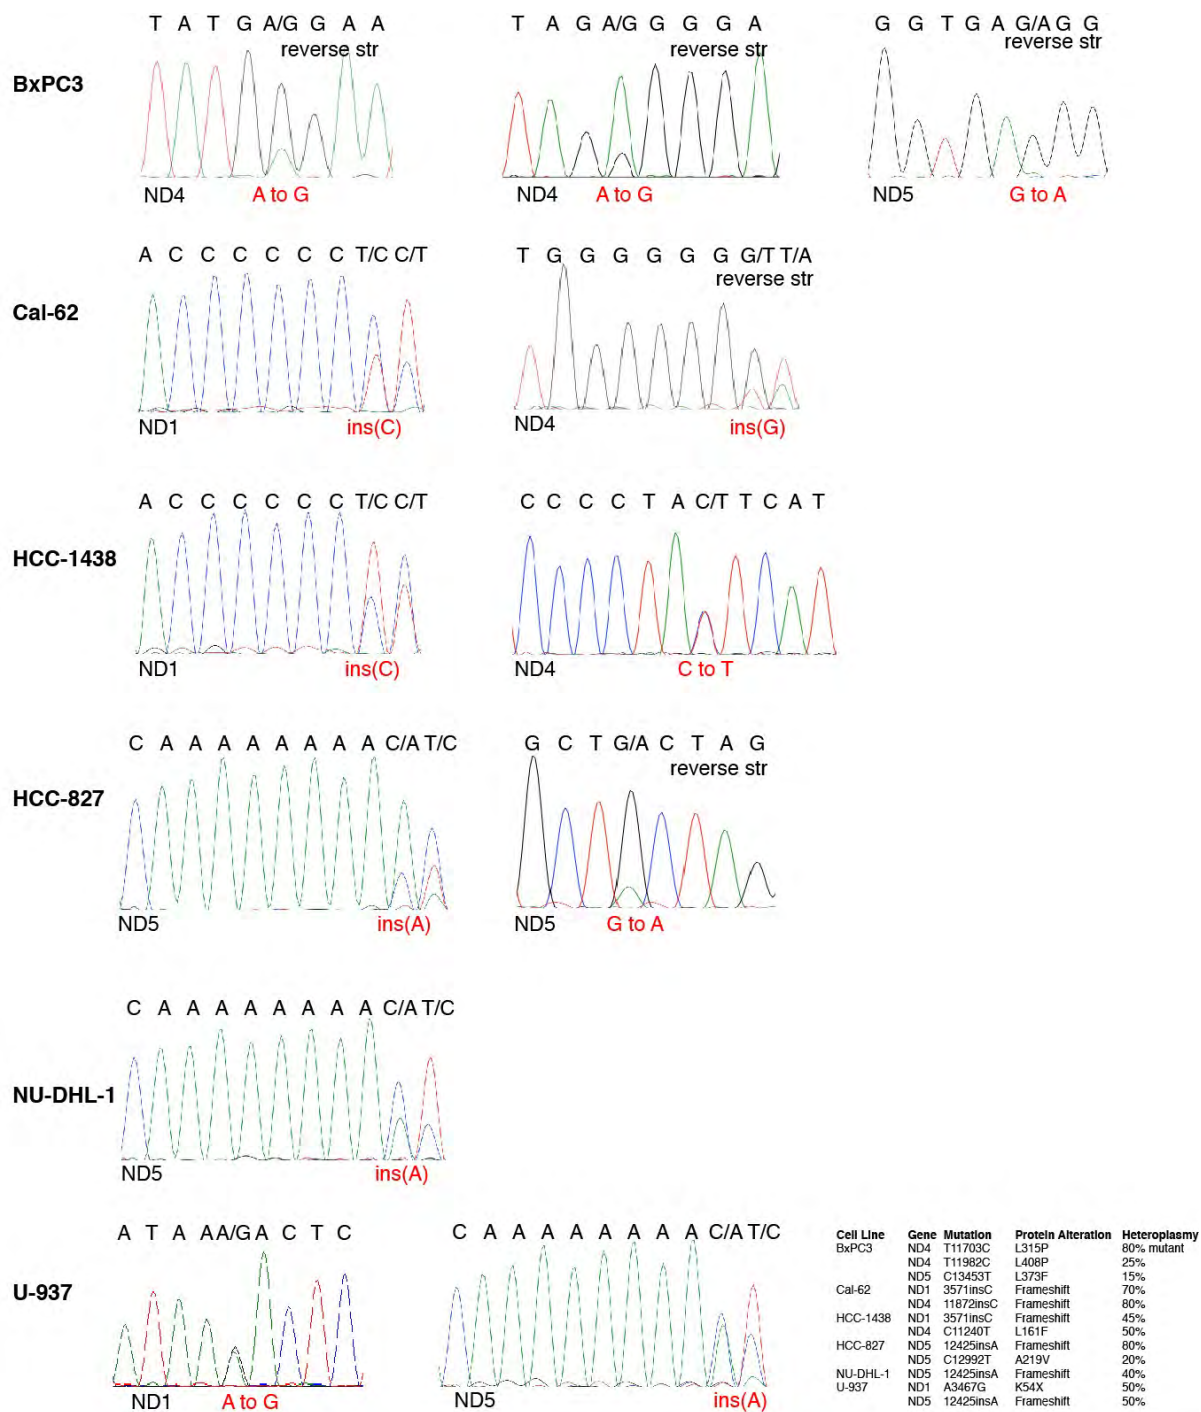 T A T G A/G G A A
reverse str
T A G A/G G G G A
reverse str
G G T G A G/A G G
reverse str
BxPC3
ND4 A to G
ND4 A to G
ND5 G to A
A C C C C C C T/C C/T
T G G G G G G G/T T/A
reverse str
Cal-62
ND1 ins(C)
ND4 ins(G)
A C C C C C C T/C C/T
C C C C T A C/T T C A T
HCC-1438
ND1 ins(C)
ND4 C to T
C A A A A A A A A C/A T/C
G C T G/A C T A G
reverse str
HCC-827
ND5 ins(A)
ND5 G to A
C A A A A A A A A C/A T/C
NU-DHL-1
ND5 ins(A)
A T A A A/G A C T C
C A A A A A A A A C/A T/C
U-937
ND1 A to G
ND5 ins(A)
Cell Line Gene Mutation Protein Alteration Heteroplasmy
BxPC3 ND4 T11703C L315P 80% mutant
ND4 T11982C L408P 25%
ND5 C13453T L373F 15%
Cal-62 ND1 3571insC Frameshift 70%
ND4 11872insC Frameshift 80%
HCC-1438 ND1 3571insC Frameshift 45%
ND4 C11240T L161F 50%
HCC-827 ND5 12425insA Frameshift 80%
ND5 C12992T A219V 20%
NU-DHL-1 ND5 12425insA Frameshift 40%
U-937 ND1 A3467G K54X 50%
ND5 12425insA Frameshift 50%